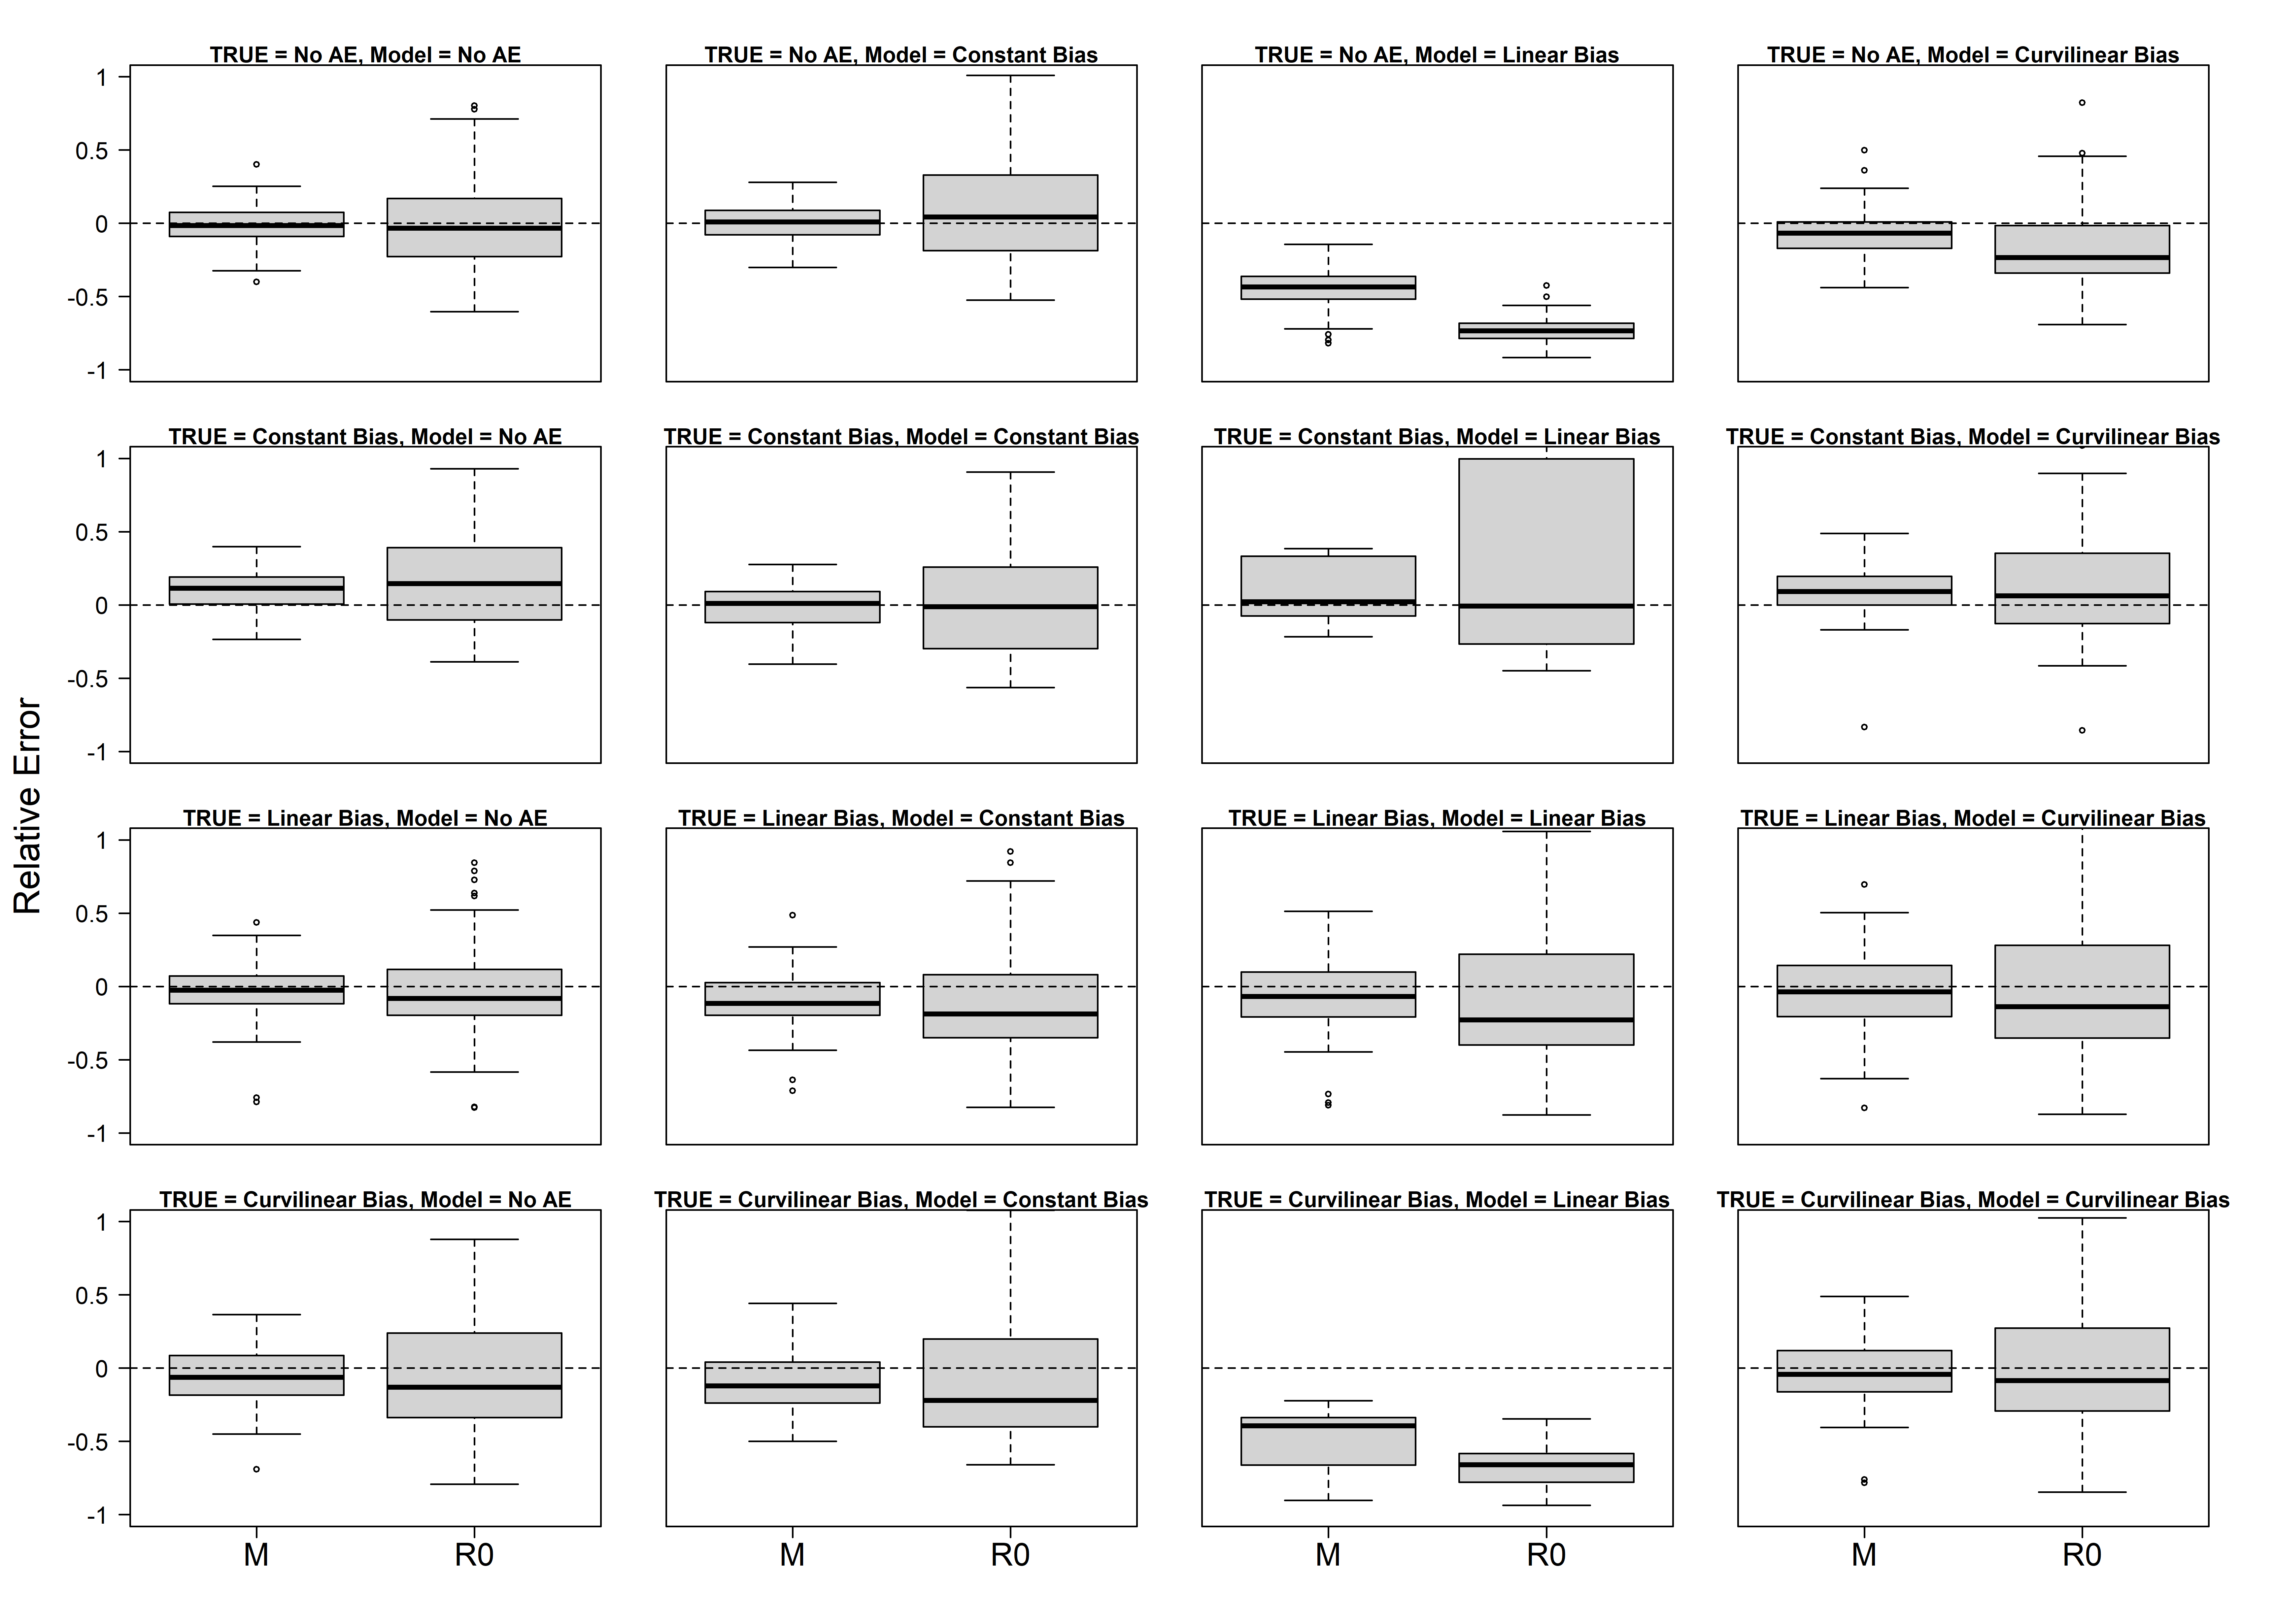 TRUE = No AE, Model = No AE
TRUE = No AE, Model = Constant Bias
TRUE = No AE, Model = Linear Bias
TRUE = No AE, Model = Curvilinear Bias
1
0.5
0
-0.5
-1
TRUE = Constant Bias, Model = No AE
TRUE = Constant Bias, Model = Constant Bias
TRUE = Constant Bias, Model = Linear Bias
TRUE = Constant Bias, Model = Curvilinear Bias
1
0.5
0
-0.5
-1
Relative Error
TRUE = Linear Bias, Model = No AE
TRUE = Linear Bias, Model = Constant Bias
TRUE = Linear Bias, Model = Linear Bias
TRUE = Linear Bias, Model = Curvilinear Bias
1
0.5
0
-0.5
-1
TRUE = Curvilinear Bias, Model = No AE
TRUE = Curvilinear Bias, Model = Constant Bias
TRUE = Curvilinear Bias, Model = Linear Bias
TRUE = Curvilinear Bias, Model = Curvilinear Bias
1
0.5
0
-0.5
-1
M R0 M R0 M R0 M R0